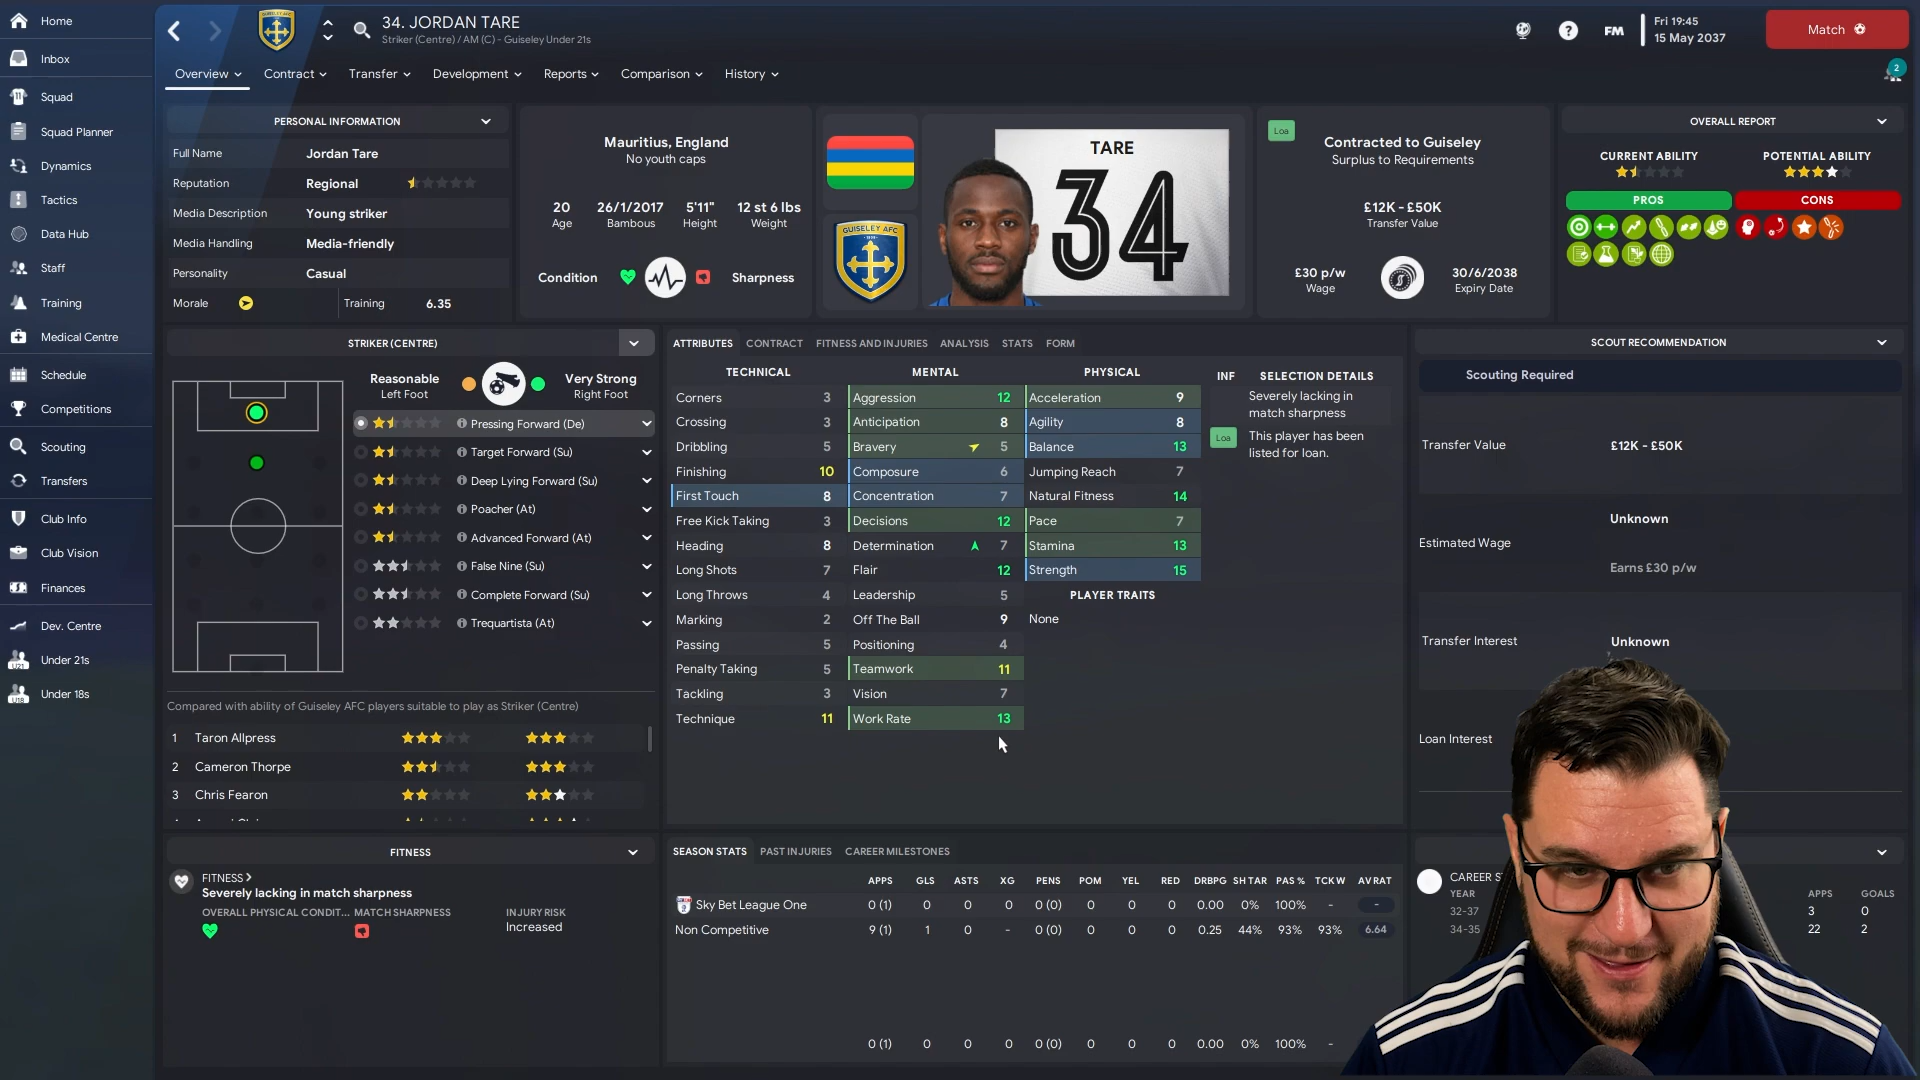 Home
Inbox
Squad
Squad Planner
Dynamics
Tactics
Data Hub
Staff
Training
Medical Centre
Schedule
Competitions
Scouting
Transfers
Club Info
Club Vision
Finances
Dev. Centre
Under 21s
Under 18s
34. JORDAN TARE
Striker (Centre) / AM (C) - Guiseley Under 21s
FM
Fri 19:45
15 May 2037
Match
Overview Contract Transfer Development Reports Comparison History
2
PERSONAL INFORMATION
Full Name Jordan Tare
Reputation Regional
Media Description Young striker
Media Handling Media-friendly
Personality Casual
Morale Training 6.35
Mauritius, England
No youth caps
20 26/1/2017 5'11" 12 st 6 lbs
Age Bambous Height Weight
Condition Sharpness
GUISELEY AFC
TARE
34
Loa
Contracted to Guiseley
Surplus to Requirements
£12K - £50K
Transfer Value
£30 p/w 30/6/2038
Wage Expiry Date
OVERALL REPORT
CURRENT ABILITY POTENTIAL ABILITY
PROS CONS
STRIKER (CENTRE)
Reasonable Very Strong
Left Foot Right Foot
Pressing Forward (De)
Target Forward (Su)
Deep Lying Forward (Su)
Poacher (At)
Advanced Forward (At)
False Nine (Su)
Complete Forward (Su)
Trequartista (At)
Compared with ability of Guiseley AFC players suitable to play as Striker (Centre)
1 Taron Allpress
2 Cameron Thorpe
3 Chris Fearon
ATTRIBUTES CONTRACT FITNESS AND INJURIES ANALYSIS STATS FORM
TECHNICAL MENTAL PHYSICAL
Corners 3 Aggression 12 Acceleration 9
Crossing 3 Anticipation 8 Agility 8
Dribbling 5 Bravery 5 Balance 13
Finishing 10 Composure 6 Jumping Reach 7
First Touch 8 Concentration 7 Natural Fitness 14
Free Kick Taking 3 Decisions 12 Pace 7
Heading 8 Determination 7 Stamina 13
Long Shots 7 Flair 12 Strength 15
Long Throws 4 Leadership 5 PLAYER TRAITS
Marking 2 Off The Ball 9 None
Passing 5 Positioning 4
Penalty Taking 5 Teamwork 11
Tackling 3 Vision 7
Technique 11 Work Rate 13
INF SELECTION DETAILS
Severely lacking in
match sharpness
Loa This player has been
listed for loan.
SCOUT RECOMMENDATION
Scouting Required
Transfer Value £12K - £50K
Unknown
Estimated Wage
Earns £30 p/w
Transfer Interest Unknown
Loan Interest
FITNESS
FITNESS >
Severely lacking in match sharpness
OVERALL PHYSICAL CONDIT... MATCH SHARPNESS INJURY RISK
Increased
SEASON STATS PAST INJURIES CAREER MILESTONES
APPS GLS ASTS XG PENS POM YEL RED DRBPG SH TAR PAS % TCK W AV RAT
Sky Bet League One 0 (1) 0 0 0 0 (0) 0 0 0 0.00 0% 100% - -
Non Competitive 9 (1) 1 0 - 0 (0) 0 0 0 0.25 44% 93% 93% 6.64
0 (1) 0 0 0 0 (0) 0 0 0 0.00 0% 100% -
CAREER S
YEAR APPS GOALS
32-37 3 0
34-35 22 2